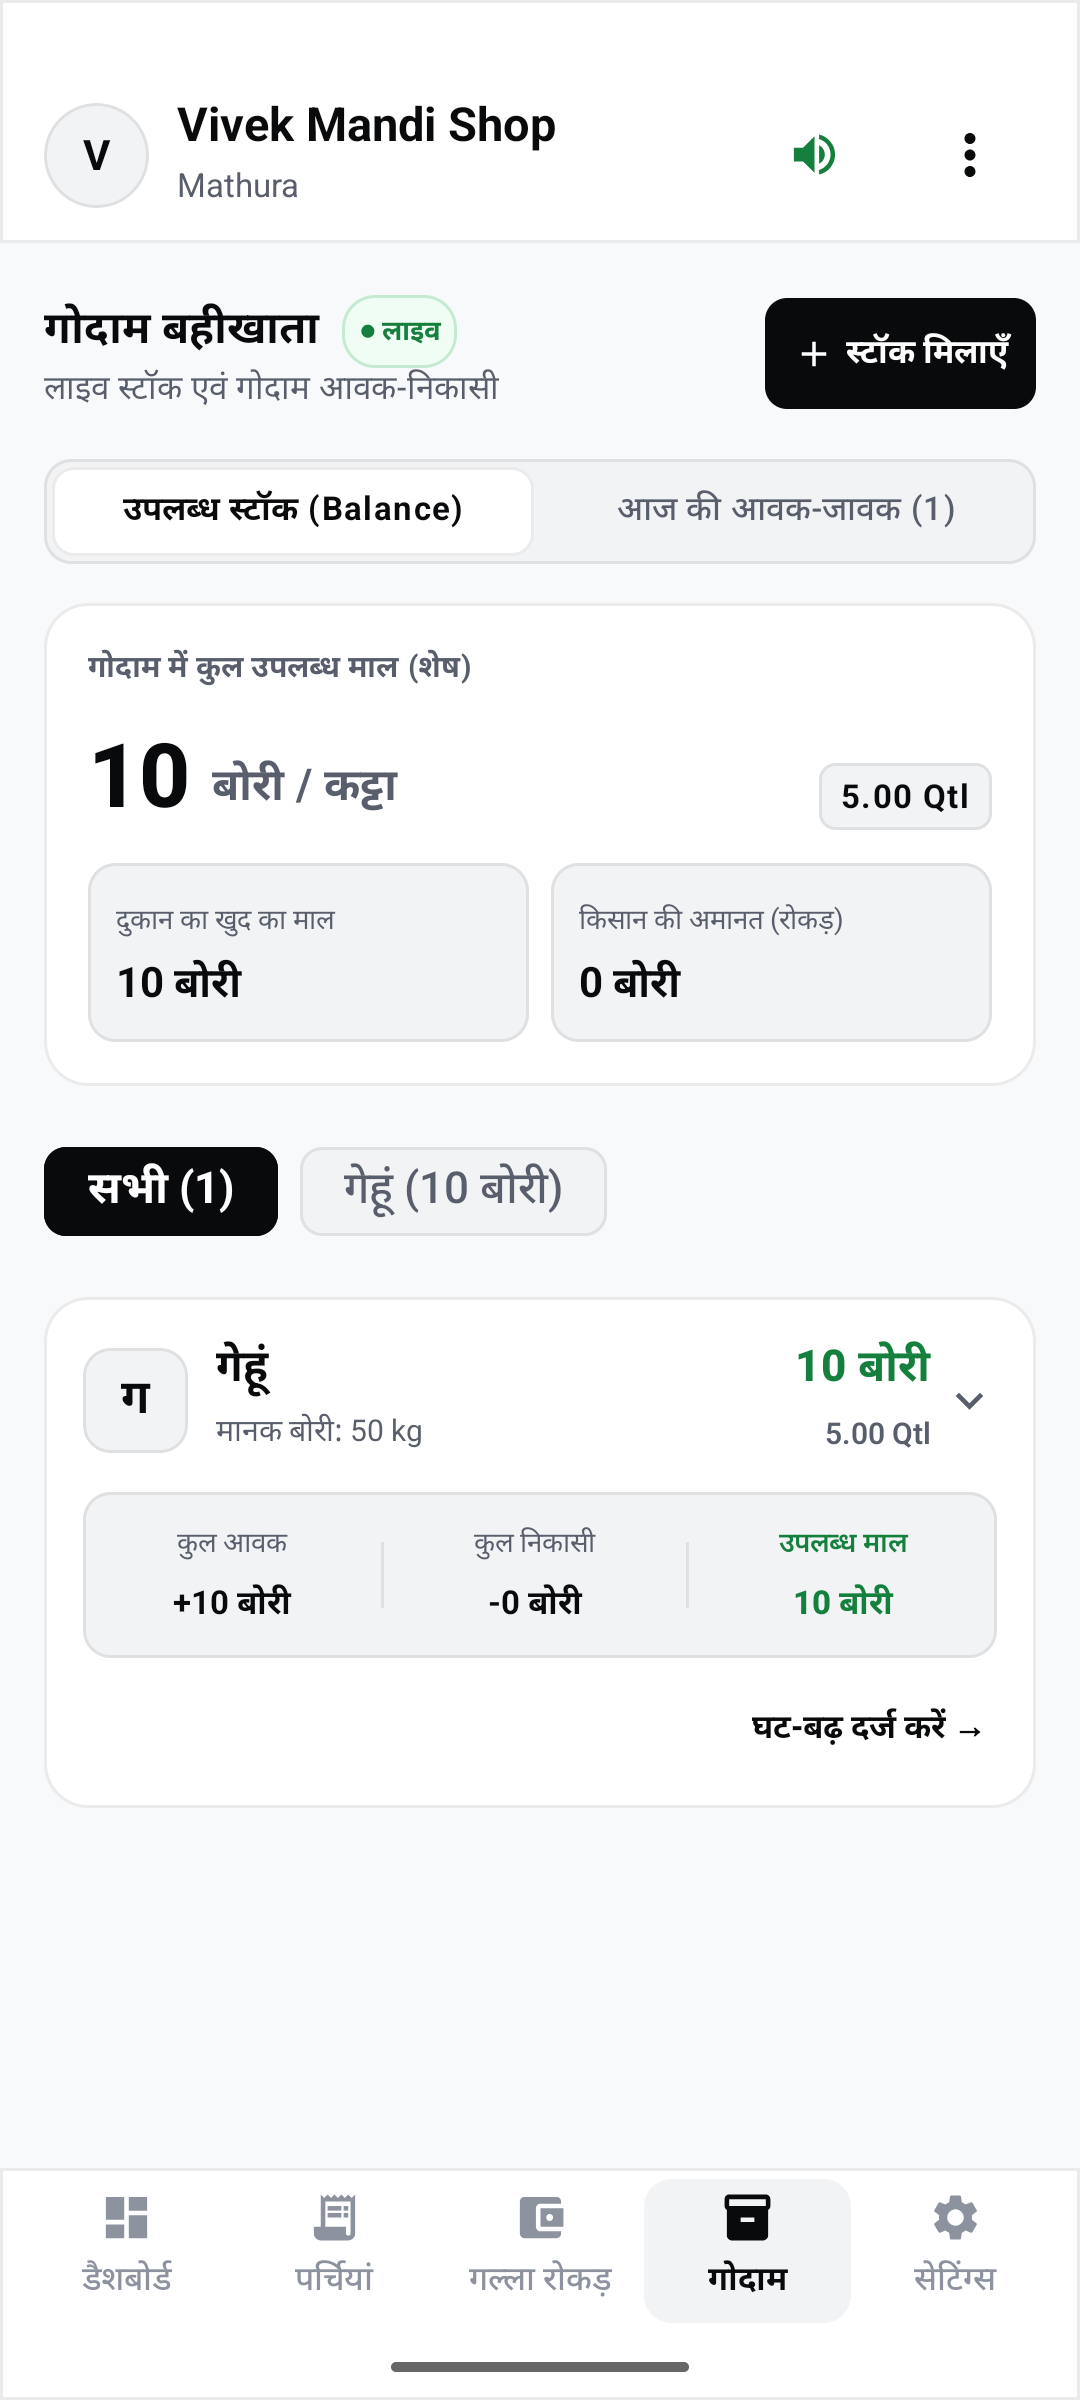 V
Vivek Mandi Shop
Mathura
गोदाम बहीखाता
लाइव
लाइव स्टॉक एवं गोदाम आवक-निकासी
+ स्टॉक मिलाएँ
उपलब्ध स्टॉक (Balance)
आज की आवक-जावक (1)
गोदाम में कुल उपलब्ध माल (शेष)
10 बोरी / कट्टा
5.00 Qtl
दुकान का खुद का माल
10 बोरी
किसान की अमानत (रोकड़)
0 बोरी
सभी (1)
गेहूं (10 बोरी)
ग
गेहूं
मानक बोरी: 50 kg
10 बोरी
5.00 Qtl
कुल आवक
+10 बोरी
कुल निकासी
-0 बोरी
उपलब्ध माल
10 बोरी
घट-बढ़ दर्ज करें →
डैशबोर्ड
पर्चियां
गल्ला रोकड़
गोदाम
सेटिंग्स